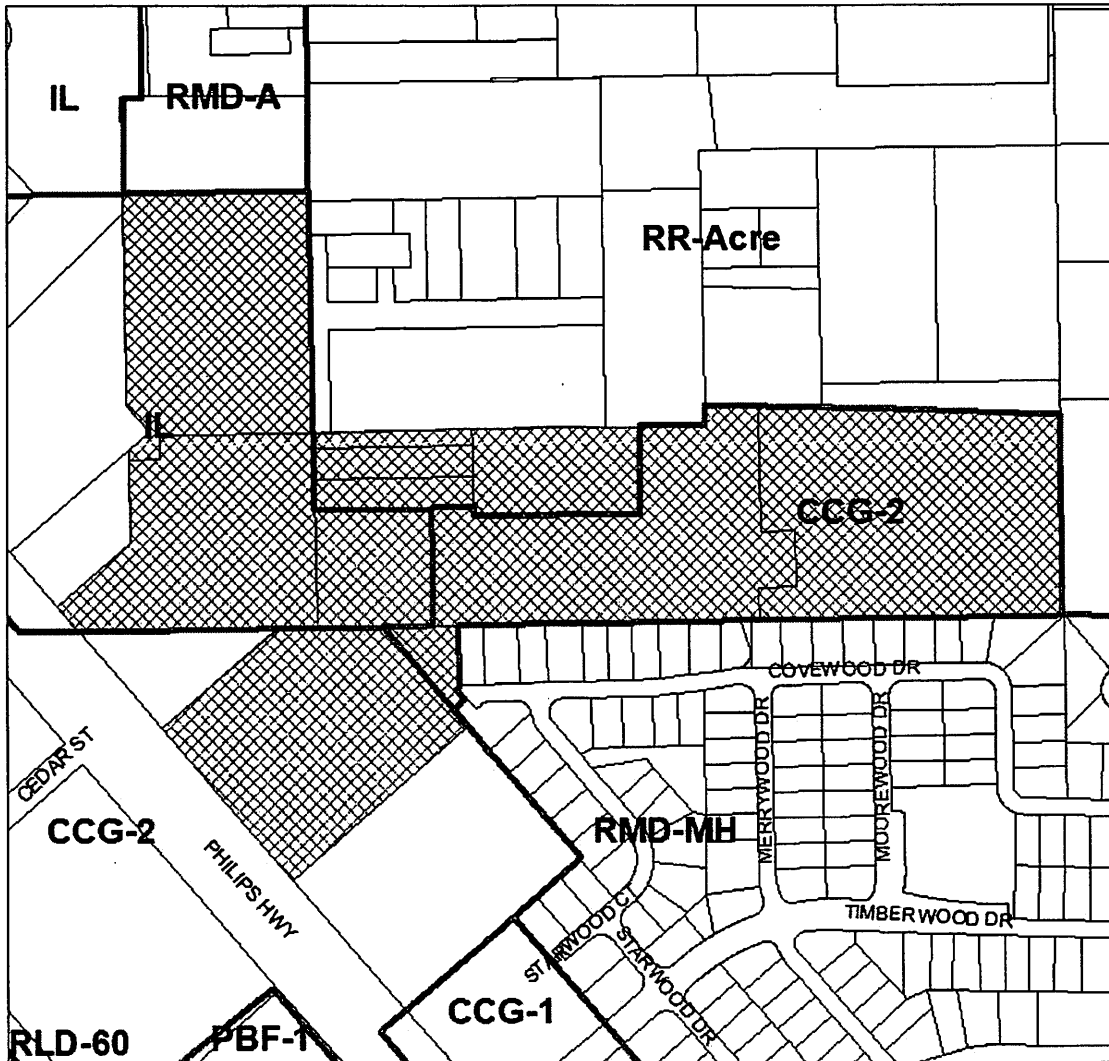 IL
RMD-A
RR-Acre
IL
CCG-2
COVEWOOD DR
CEDAR ST
MERRYWOOD DR
MOOREWOOD DR
CCG-2
RMD-MH
PHILIPS HWY
STARWOOD CT
STARWOOD DR
TIMBERWOOD DR
CCG-1
RLD-60
PBF-1